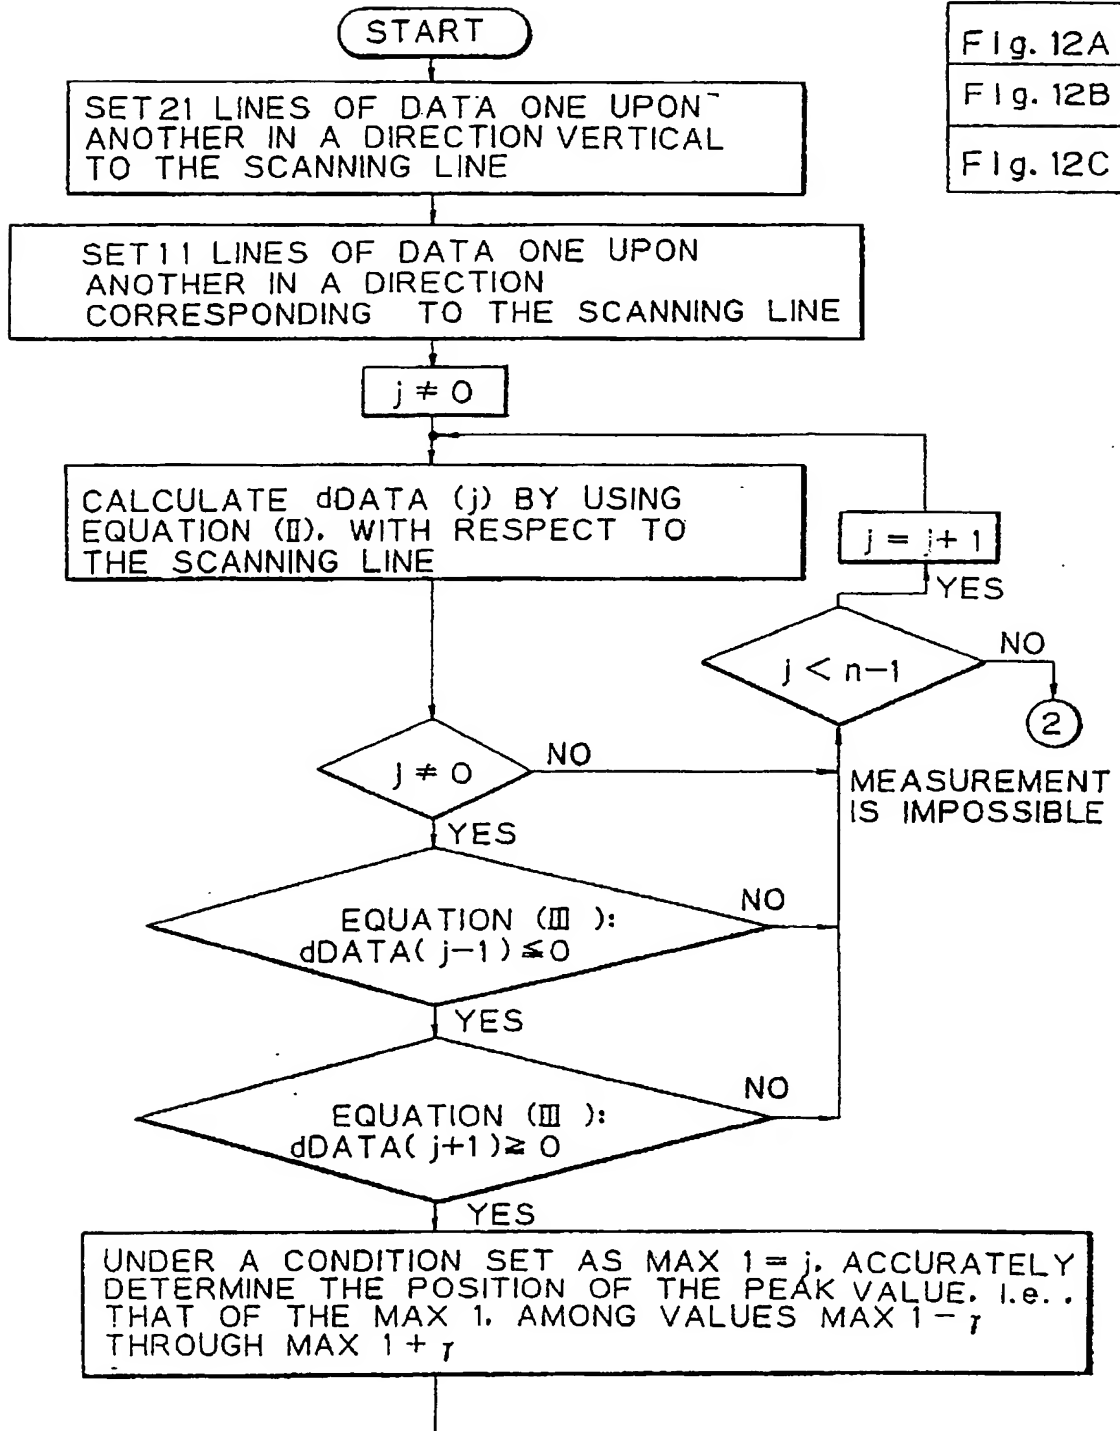 START
FIg. 12A
FIg. 12B
FIg. 12C
SET 21 LINES OF DATA ONE UPON
ANOTHER IN A DIRECTION VERTICAL
TO THE SCANNING LINE
SET 11 LINES OF DATA ONE UPON
ANOTHER IN A DIRECTION
CORRESPONDING TO THE SCANNING LINE
j ≠ 0
CALCULATE dDATA (j) BY USING
EQUATION (II). WITH RESPECT TO
THE SCANNING LINE
j = j + 1
YES
j < n-1
NO
2
MEASUREMENT
IS IMPOSSIBLE
j ≠ 0
NO
YES
EQUATION (III ):
dDATA( j-1) ≦ 0
NO
YES
EQUATION (III ):
dDATA( j+1) ≧ 0
NO
YES
UNDER A CONDITION SET AS MAX 1 = j. ACCURATELY
DETERMINE THE POSITION OF THE PEAK VALUE. I.e. .
THAT OF THE MAX 1. AMONG VALUES MAX 1 - γ
THROUGH MAX 1 + γ